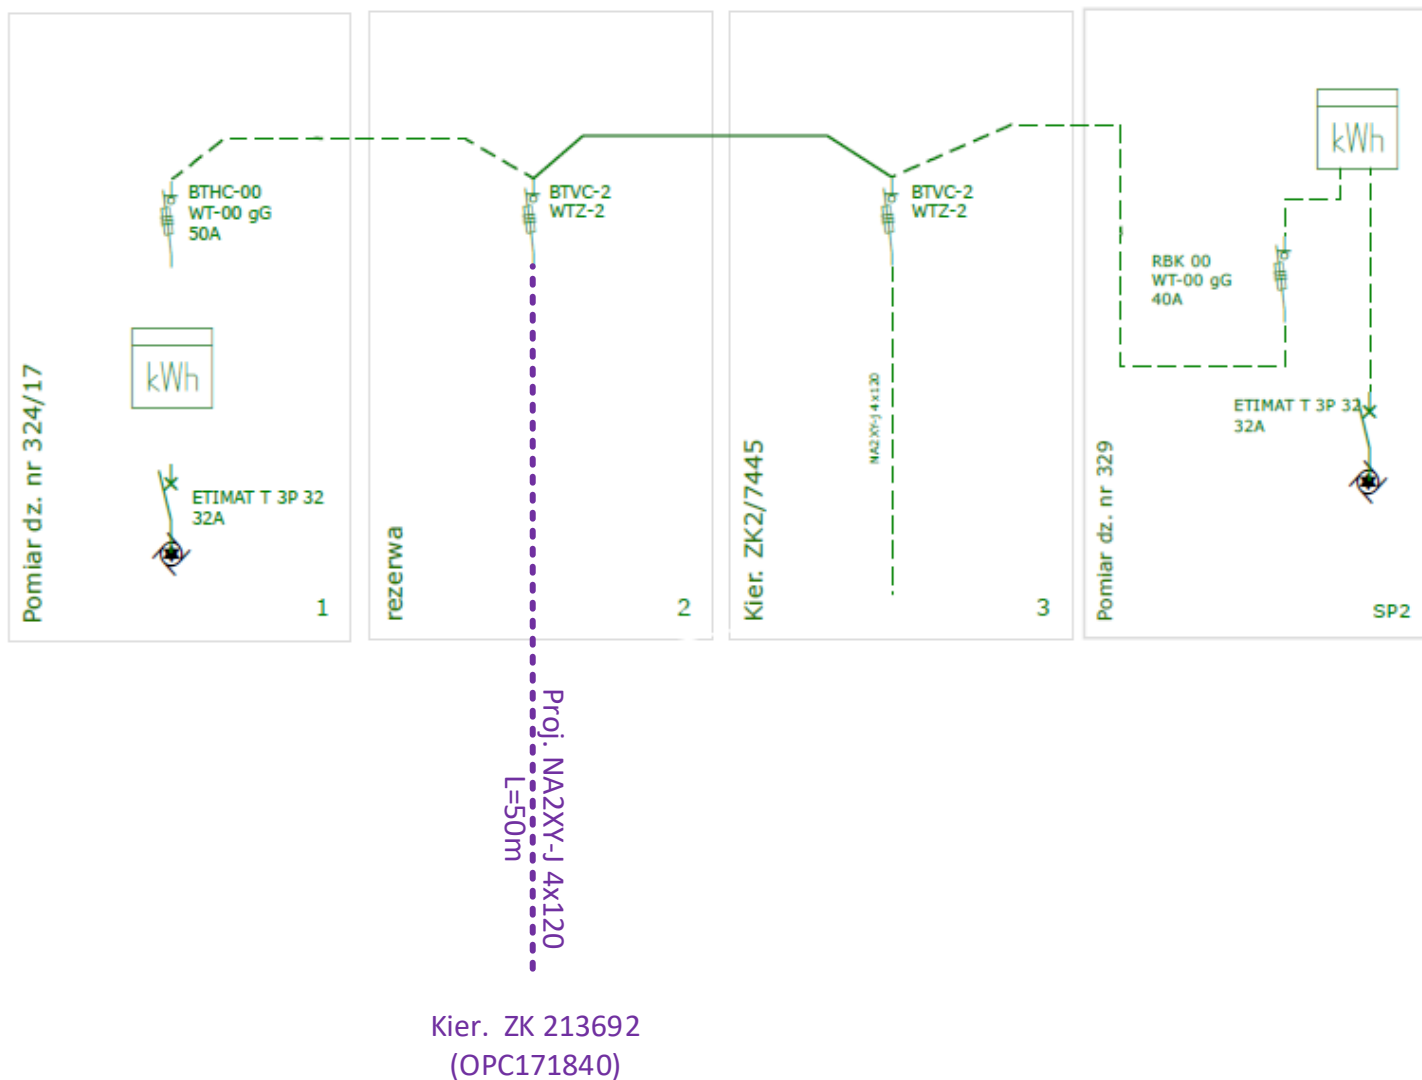 BTHC-00
WT-00 gG
50A
kWh
ETIMAT T 3P 32
32A
Pomiar dz. nr 324/17
1
BTVC-2
WTZ-2
rezerwa
2
Proj. NA2XY-J 4x120
L=50m
Kier. ZK 213692
(OPC171840)
BTVC-2
WTZ-2
NA2XY-J 4x120
Kier. ZK2/7445
3
kWh
RBK 00
WT-00 gG
40A
ETIMAT T 3P 32
32A
Pomiar dz. nr 329
SP2